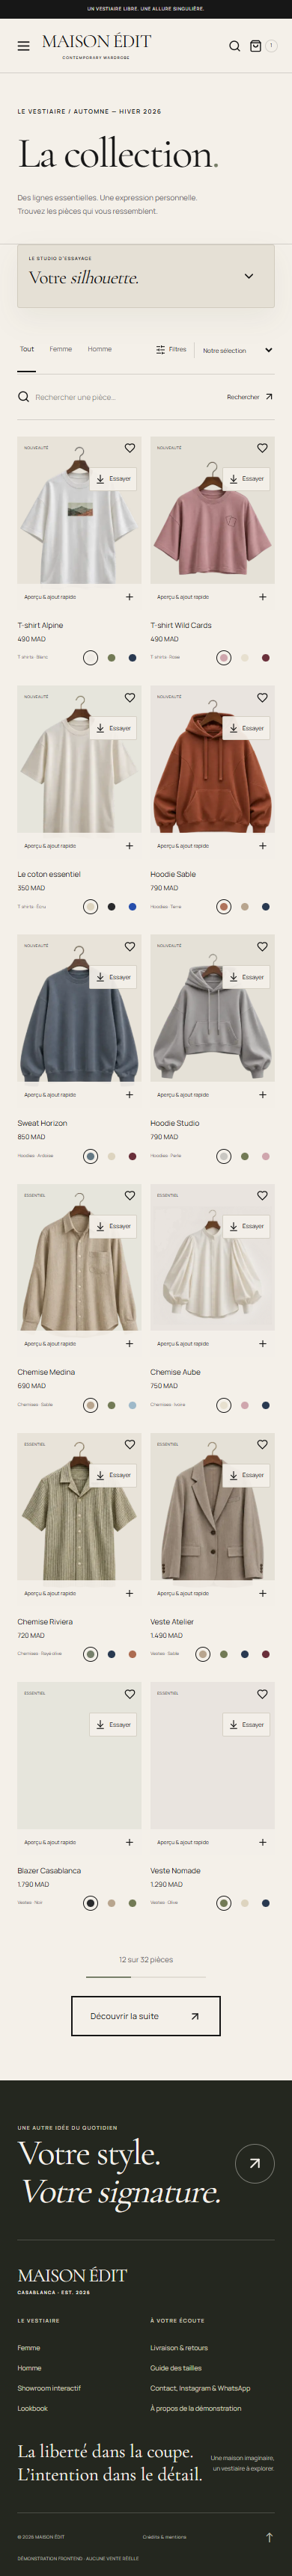 UN VESTIAIRE LIBRE. UNE ALLURE SINGULIÈRE.
MAISON ÉDIT
CONTEMPORARY WARDROBE
1
LE VESTIAIRE / AUTOMNE — HIVER 2026
La collection.
Des lignes essentielles. Une expression personnelle.
Trouvez les pièces qui vous ressemblent.
LE STUDIO D'ESSAYAGE
Votre silhouette.
Tout Femme Homme Filtres Notre sélection
Rechercher une pièce... Rechercher
NOUVEAUTÉ
Essayer
Aperçu & ajout rapide
T-shirt Alpine
490 MAD
T-shirts · Blanc
NOUVEAUTÉ
Essayer
Aperçu & ajout rapide
T-shirt Wild Cards
490 MAD
T-shirts · Rose
NOUVEAUTÉ
Essayer
Aperçu & ajout rapide
Le coton essentiel
350 MAD
T-shirts · Écru
NOUVEAUTÉ
Essayer
Aperçu & ajout rapide
Hoodie Sable
790 MAD
Hoodies · Terre
NOUVEAUTÉ
Essayer
Aperçu & ajout rapide
Sweat Horizon
850 MAD
Hoodies · Ardoise
NOUVEAUTÉ
Essayer
Aperçu & ajout rapide
Hoodie Studio
790 MAD
Hoodies · Perle
ESSENTIEL
Essayer
Aperçu & ajout rapide
Chemise Medina
690 MAD
Chemises · Sable
ESSENTIEL
Essayer
Aperçu & ajout rapide
Chemise Aube
750 MAD
Chemises · Ivoire
ESSENTIEL
Essayer
Aperçu & ajout rapide
Chemise Riviera
720 MAD
Chemises · Rayé olive
ESSENTIEL
Essayer
Aperçu & ajout rapide
Veste Atelier
1.490 MAD
Vestes · Sable
ESSENTIEL
Essayer
Aperçu & ajout rapide
Blazer Casablanca
1.790 MAD
Vestes · Noir
ESSENTIEL
Essayer
Aperçu & ajout rapide
Veste Nomade
1.290 MAD
Vestes · Olive
12 sur 32 pièces
Découvrir la suite
UNE AUTRE IDÉE DU QUOTIDIEN
Votre style.
Votre signature.
MAISON ÉDIT
CASABLANCA · EST. 2026
LE VESTIAIRE
Femme
Homme
Showroom interactif
Lookbook
À VOTRE ÉCOUTE
Livraison & retours
Guide des tailles
Contact, Instagram & WhatsApp
À propos de la démonstration
La liberté dans la coupe.
L'intention dans le détail.
Une maison imaginaire,
un vestiaire à explorer.
© 2026 MAISON ÉDIT
Crédits & mentions
DÉMONSTRATION FRONTEND · AUCUNE VENTE RÉELLE